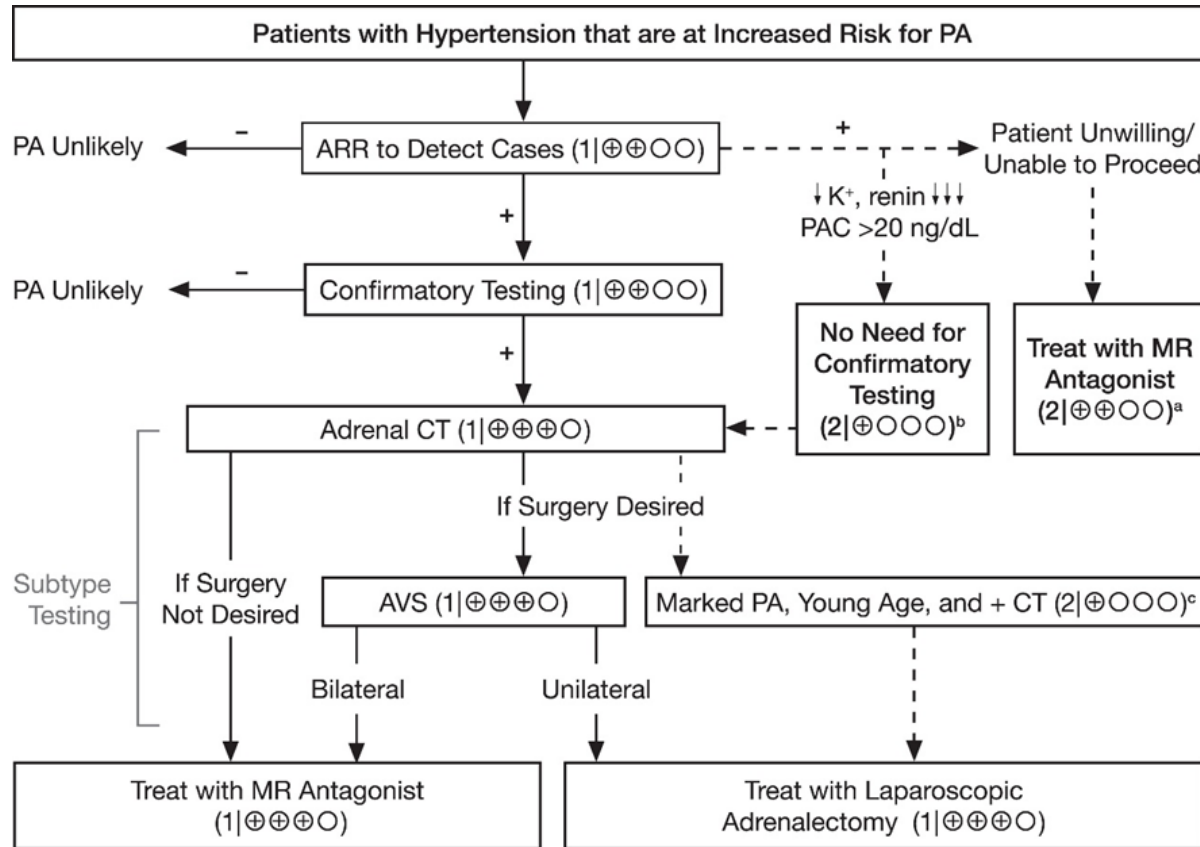 Patients with Hypertension that are at Increased Risk for PA
PA Unlikely
−
ARR to Detect Cases (1|⊕⊕○○)
+
Patient Unwilling/
Unable to Proceed
↓K⁺, renin ↓↓↓
PAC >20 ng/dL
+
PA Unlikely
−
Confirmatory Testing (1|⊕⊕○○)
No Need for
Confirmatory
Testing
(2|⊕○○○)ᵇ
Treat with MR
Antagonist
(2|⊕⊕○○)ᵃ
+
Adrenal CT (1|⊕⊕⊕○)
If Surgery Desired
Subtype
Testing
If Surgery
Not Desired
AVS (1|⊕⊕⊕○)
Marked PA, Young Age, and + CT (2|⊕○○○)ᶜ
Bilateral
Unilateral
Treat with MR Antagonist
(1|⊕⊕⊕○)
Treat with Laparoscopic
Adrenalectomy (1|⊕⊕⊕○)